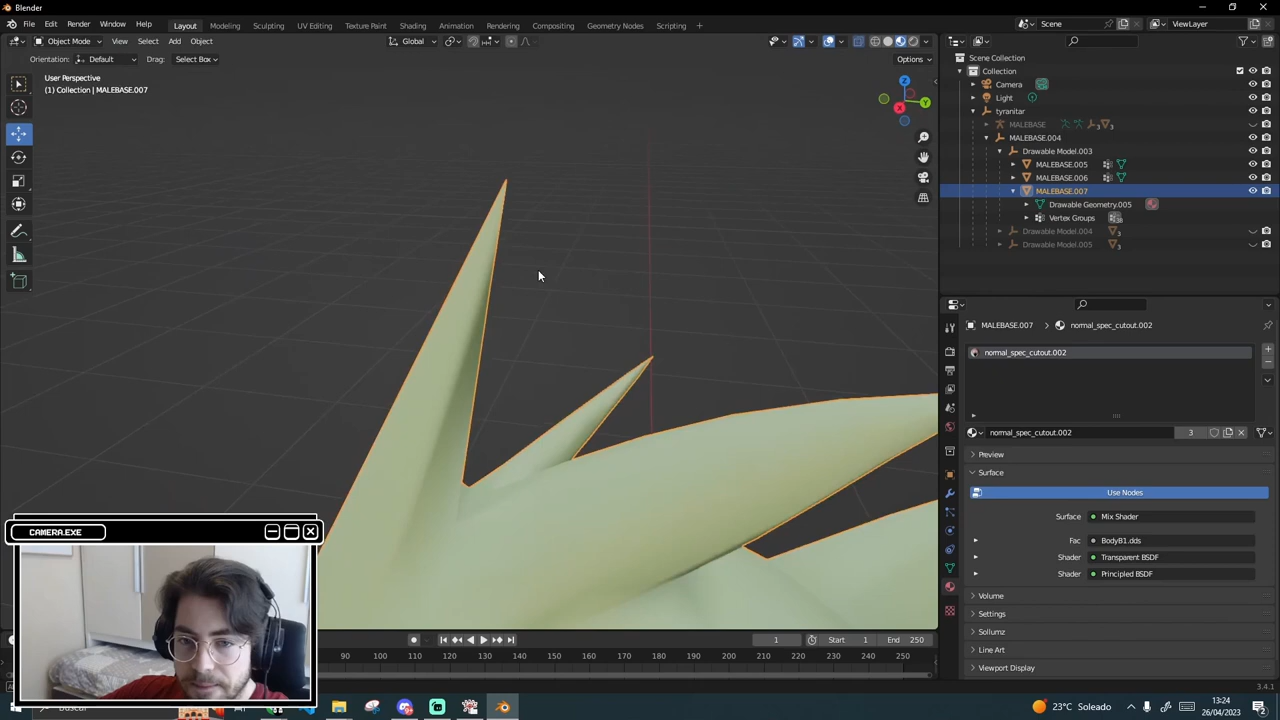 Blender
File Edit Render Window Help
Layout Modeling Sculpting UV Editing Texture Paint Shading Animation Rendering Compositing Geometry Nodes Scripting +
Scene
ViewLayer
Object Mode View Select Add Object
Global
Orientation: Default Drag: Select Box
Options
User Perspective
(1) Collection | MALEBASE.007
Z
Y
X
Scene Collection
Collection
Camera
Light
tyranitar
MALEBASE
MALEBASE.004
Drawable Model.003
MALEBASE.005
MALEBASE.006
MALEBASE.007
Drawable Geometry.005
Vertex Groups
Drawable Model.004
Drawable Model.005
MALEBASE.007 > normal_spec_cutout.002
normal_spec_cutout.002
normal_spec_cutout.002 3
Preview
Surface
Use Nodes
Surface Mix Shader
Fac BodyB1.dds
Shader Transparent BSDF
Shader Principled BSDF
Volume
Settings
Sollumz
Line Art
Viewport Display
CAMERA.EXE
1 Start 1 End 250
90 100 110 120 130 140 150 160 170 180 190 200 210 220 230 240 250
Buscar
23°C Soleado
13:24
26/04/2023